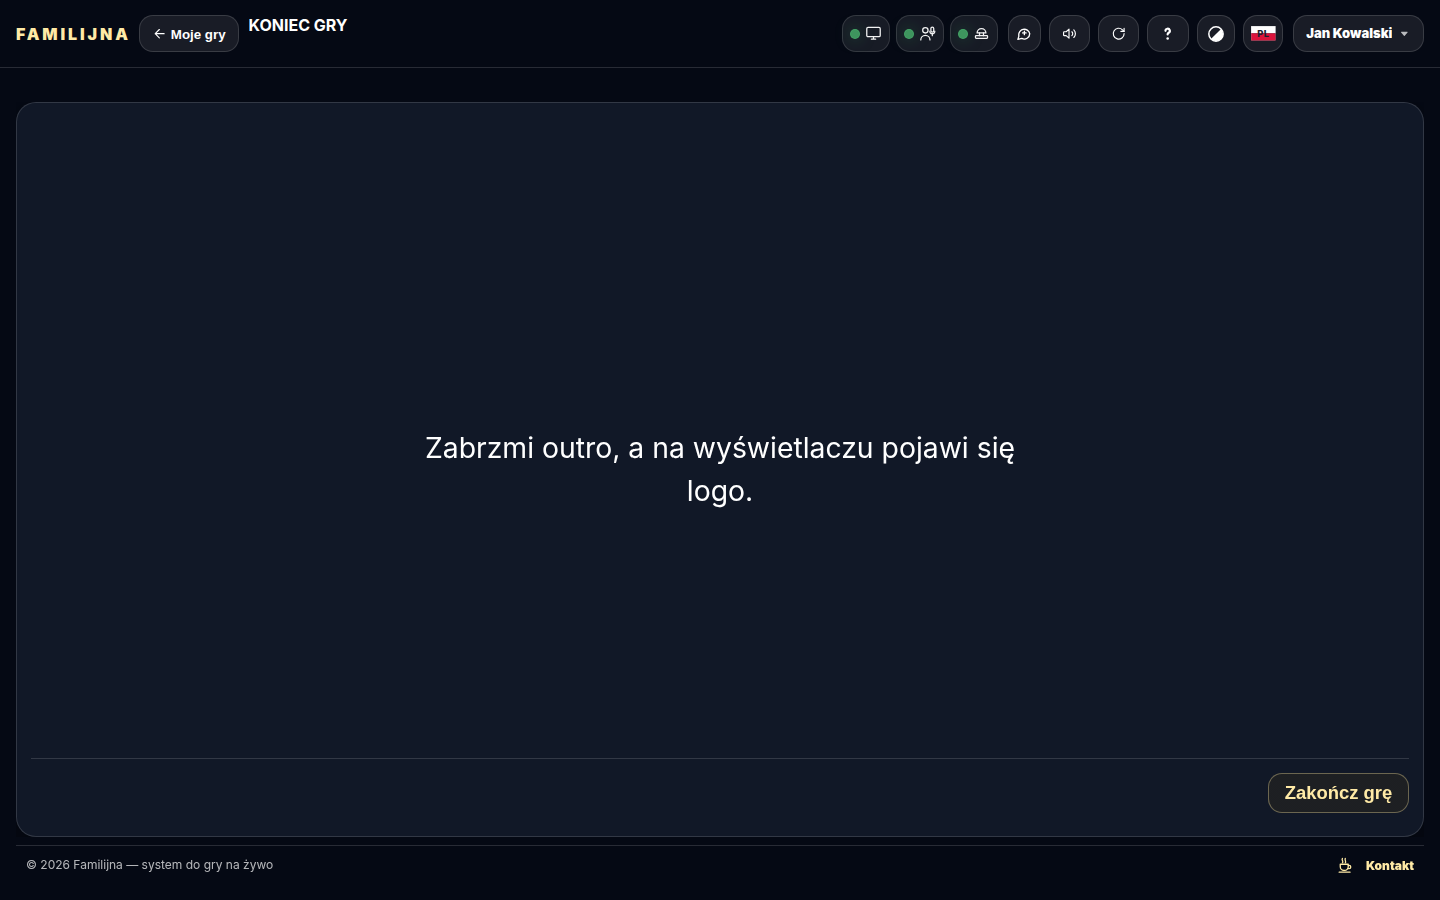 FAMILIJNA
← Moje gry
KONIEC GRY
?
PL
Jan Kowalski
Zabrzmi outro, a na wyświetlaczu pojawi się
logo.
Zakończ grę
© 2026 Familijna — system do gry na żywo
Kontakt